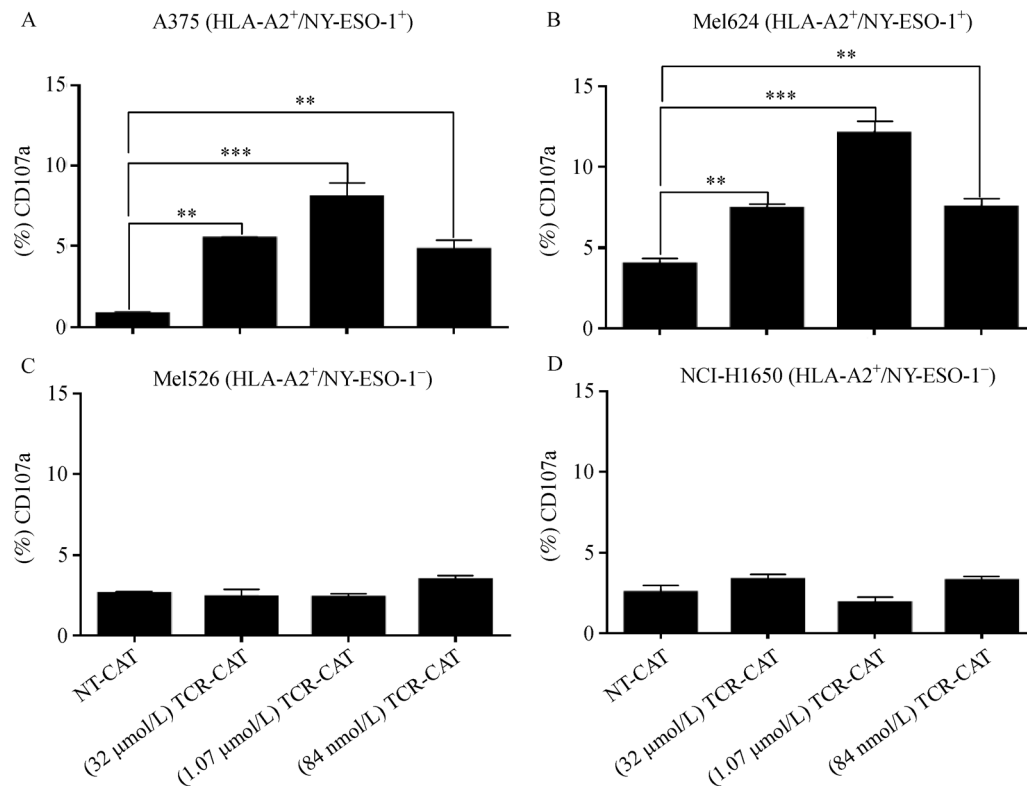 A
A375 (HLA-A2⁺/NY-ESO-1⁺)
(%) CD107a
15
10
5
0
**
***
**
B
Mel624 (HLA-A2⁺/NY-ESO-1⁺)
(%) CD107a
15
10
5
0
**
***
**
C
Mel526 (HLA-A2⁺/NY-ESO-1⁻)
(%) CD107a
15
10
5
0
NT-CAT
(32 μmol/L) TCR-CAT
(1.07 μmol/L) TCR-CAT
(84 nmol/L) TCR-CAT
D
NCI-H1650 (HLA-A2⁺/NY-ESO-1⁻)
(%) CD107a
15
10
5
0
NT-CAT
(32 μmol/L) TCR-CAT
(1.07 μmol/L) TCR-CAT
(84 nmol/L) TCR-CAT